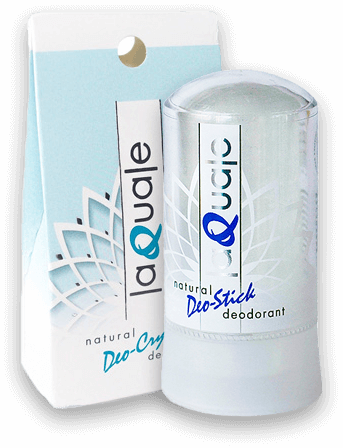 laQuale
natural
Deo-Cry
de
laQuale
natural
Deo-Stick
deodorant